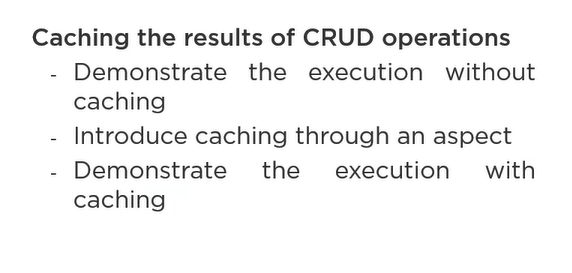 Caching the results of CRUD operations
- Demonstrate the execution without
caching
- Introduce caching through an aspect
- Demonstrate the execution with
caching